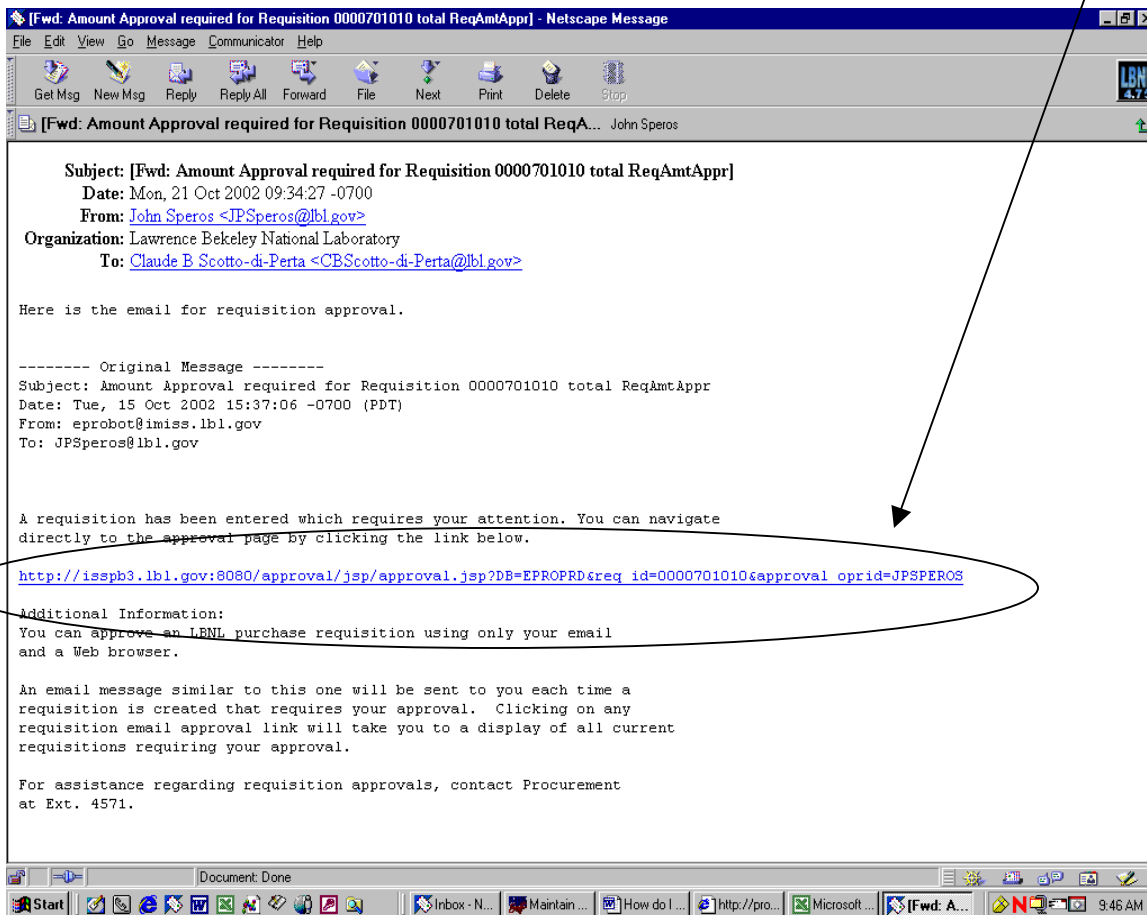 [Fwd: Amount Approval required for Requisition 0000701010 total ReqAmtAppr] - Netscape Message
File Edit View Go Message Communicator Help
Get Msg New Msg Reply Reply All Forward File Next Print Delete Stop
LBN
[Fwd: Amount Approval required for Requisition 0000701010 total ReqA... John Speros
Subject: [Fwd: Amount Approval required for Requisition 0000701010 total ReqAmtAppr]
Date: Mon, 21 Oct 2002 09:34:27 -0700
From: John Speros <JPSperos@lbl.gov>
Organization: Lawrence Bekeley National Laboratory
To: Claude B Scotto-di-Perta <CBScotto-di-Perta@lbl.gov>
Here is the email for requisition approval.
-------- Original Message --------
Subject: Amount Approval required for Requisition 0000701010 total ReqAmtAppr
Date: Tue, 15 Oct 2002 15:37:06 -0700 (PDT)
From: eprobot@imiss.lbl.gov
To: JPSperos@lbl.gov
A requisition has been entered which requires your attention. You can navigate
directly to the approval page by clicking the link below.
http://isspb3.lbl.gov:8080/approval/jsp/approval.jsp?DB=EPROPRD&req_id=0000701010&approval_oprid=JPSPEROS
Additional Information:
You can approve an LBNL purchase requisition using only your email
and a Web browser.
An email message similar to this one will be sent to you each time a
requisition is created that requires your approval. Clicking on any
requisition email approval link will take you to a display of all current
requisitions requiring your approval.
For assistance regarding requisition approvals, contact Procurement
at Ext. 4571.
Document: Done
Start Inbox - N... Maintain ... How do I ... http://pro... Microsoft ... [Fwd: A... 9:46 AM